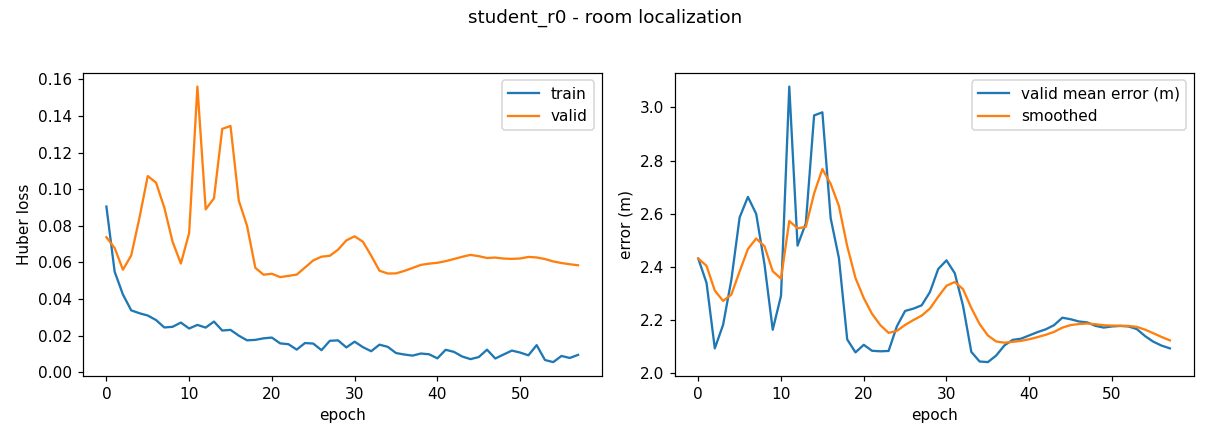 student_r0 - room localization
Huber loss
0.16
0.14
0.12
0.10
0.08
0.06
0.04
0.02
0.00
0 10 20 30 40 50
epoch
train
valid
error (m)
3.0
2.8
2.6
2.4
2.2
2.0
0 10 20 30 40 50
epoch
valid mean error (m)
smoothed